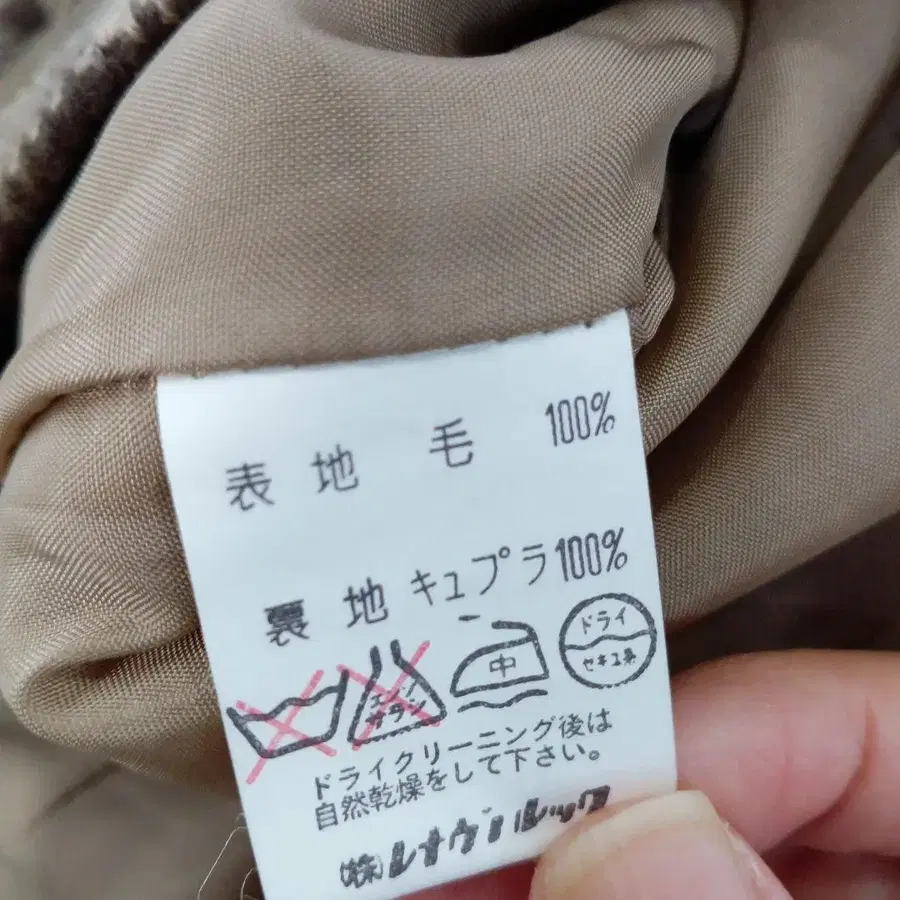 表地 毛 100%
裏地 キュプラ 100%
エンソ
サラシ
中
ドライ
セキユ系
ドライクリーニング後は
自然乾燥をして下さい。
(株)レナウンルック